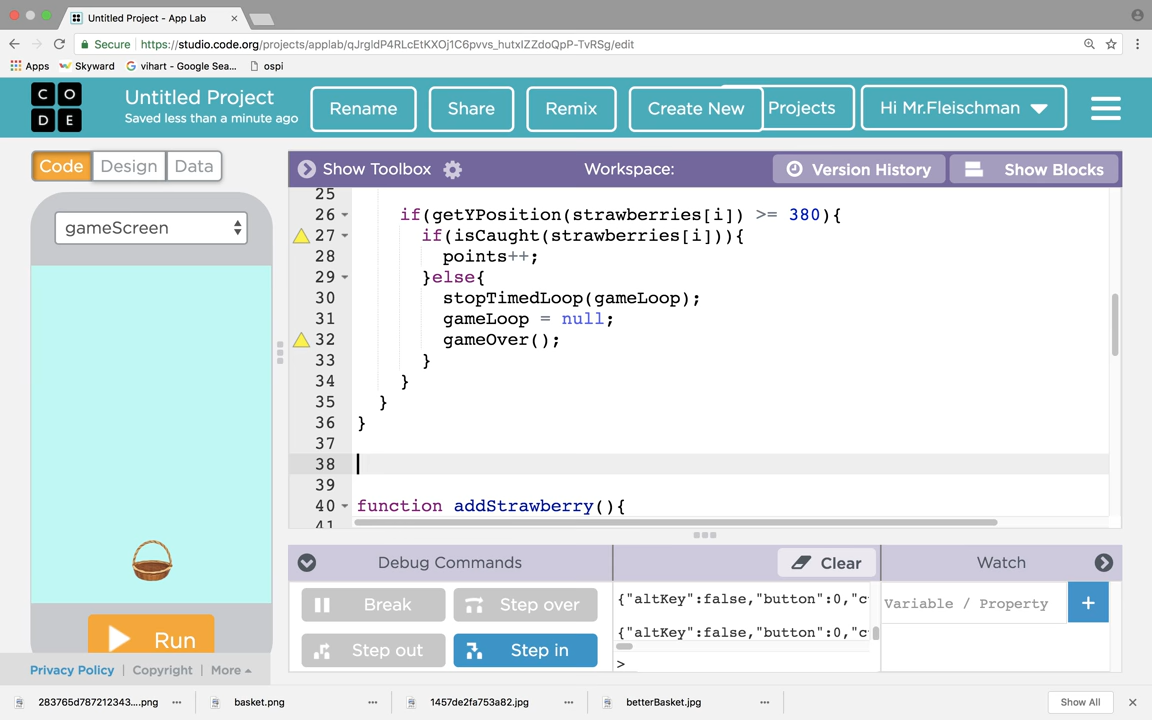 Untitled Project - App Lab
Secure https://studio.code.org/projects/applab/qJrgIdP4RLcEtKXOj1C6pvvs_hutxIZZdoQpP-TvRSg/edit
Apps Skyward vihart - Google Sea... ospi
CODE
Untitled Project
Saved less than a minute ago
Rename Share Remix Create New Projects Hi Mr.Fleischman
Code Design Data
Show Toolbox Workspace: Version History Show Blocks
gameScreen
25
26 if(getYPosition(strawberries[i]) >= 380){
27 if(isCaught(strawberries[i])){
28 points++;
29 }else{
30 stopTimedLoop(gameLoop);
31 gameLoop = null;
32 gameOver();
33 }
34 }
35 }
36 }
37
38
39
40 function addStrawberry(){
41
Debug Commands Clear Watch
Break Step over
Step out Step in
{"altKey":false,"button":0,"c
{"altKey":false,"button":0,"c
>
Variable / Property +
Run
Privacy Policy | Copyright | More
283765d787212343....png basket.png 1457de2fa753a82.jpg betterBasket.jpg Show All